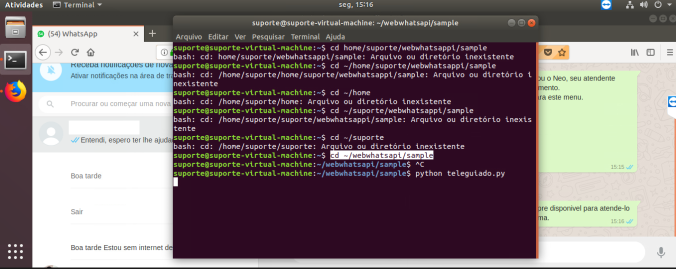 Atividades
Terminal
seg, 15:16
suporte@suporte-virtual-machine: ~/webwhatsapi/sample
Arquivo Editar Ver Pesquisar Terminal Ajuda
suporte@suporte-virtual-machine:~$ cd home/suporte/webwhatsappi/sample
bash: cd: home/suporte/webwhatsappi/sample: Arquivo ou diretório inexistente
suporte@suporte-virtual-machine:~$ cd ~/home/suporte/webwhatsappi/sample
bash: cd: /home/suporte/home/suporte/webwhatsappi/sample: Arquivo ou diretório i
nexistente
suporte@suporte-virtual-machine:~$ cd ~/home
bash: cd: /home/suporte/home: Arquivo ou diretório inexistente
suporte@suporte-virtual-machine:~$ cd ~/suporte/webwhatsappi/sample
bash: cd: /home/suporte/suporte/webwhatsappi/sample: Arquivo ou diretório inexis
tente
suporte@suporte-virtual-machine:~$ cd ~/suporte
bash: cd: /home/suporte/suporte: Arquivo ou diretório inexistente
suporte@suporte-virtual-machine:~$ cd ~/webwhatsapi/sample
suporte@suporte-virtual-machine:~/webwhatsapi/sample$ ^C
suporte@suporte-virtual-machine:~/webwhatsapi/sample$ python teleguiado.py
(54) WhatsApp
Receba notificações de nova
Ativar notificações na área de tr
Procurar ou começar uma nova
Entendi, espero ter lhe ajuda
Boa tarde
Sair
Boa tarde Estou sem internet de
ou o Neo, seu atendente
mento.
ara este menu.
15:15
pre disponivel para atende-lo
ma.
15:16